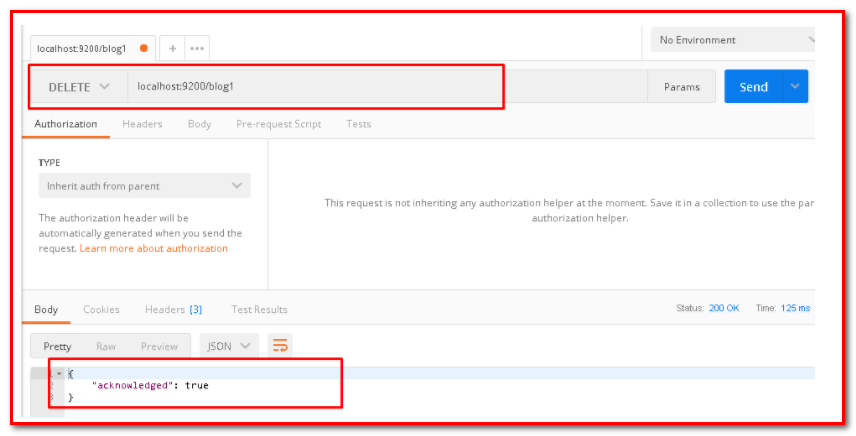 localhost:9200/blog1
+
•••
No Environment
DELETE
localhost:9200/blog1
Params
Send
Authorization
Headers
Body
Pre-request Script
Tests
TYPE
Inherit auth from parent
The authorization header will be
automatically generated when you send the
request. Learn more about authorization
This request is not inheriting any authorization helper at the moment. Save it in a collection to use the par
authorization helper.
Body
Cookies
Headers (3)
Test Results
Status: 200 OK
Time: 125 ms
Pretty
Raw
Preview
JSON
1 {
2 "acknowledged": true
3 }